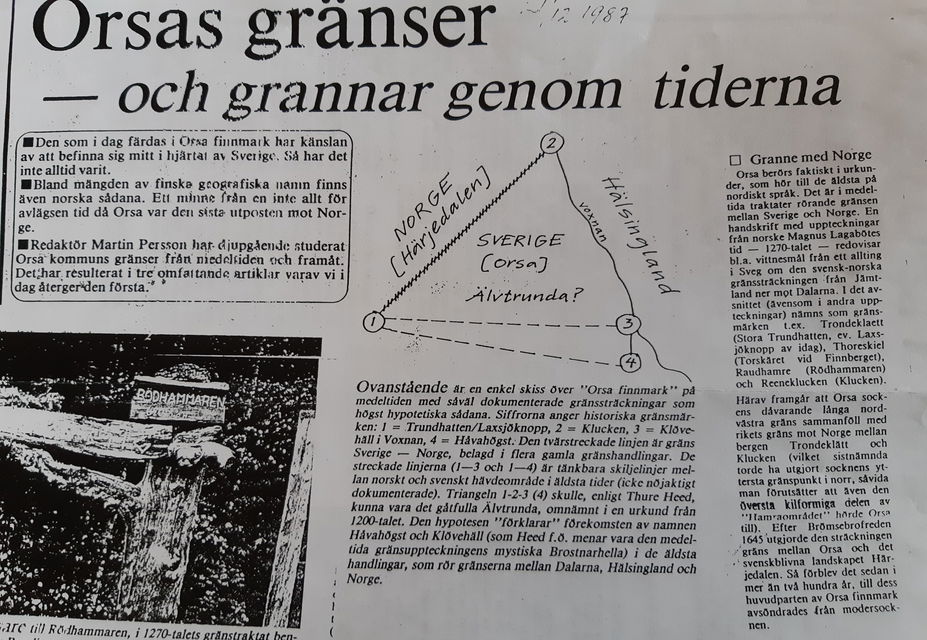 Orsas gränser
12 1987
— och grannar genom tiderna
■Den som i dag färdas i Orsa finnmark har känslan
av att befinna sig mitt i hjärtat av Sverige. Så har det
inte alltid varit.
■Bland mängden av finska geografiska namn finns
även norska sådana. Ett minne från en inte allt för
avlägsen tid då Orsa var den sista utposten mot Nor-
ge.
■Redaktör Martin Persson har djupgående studerat
Orsa kommuns gränser från medeltiden och framåt.
Det har resulterat i tre omfattande artiklar varav vi i
dag återger den första.
RÖDHAMMAREN
till Rödhammaren, i 1270-talets gränstraktat ben-
NORGE
[Härjedalen]
SVERIGE
[Orsa]
Älvtrunda?
voxnan
Hälsingland
1
2
3
4
Ovanstående är en enkel skiss över "Orsa finnmark" på
medeltiden med såväl dokumenterade gränssträckningar som
högst hypotetiska sådana. Siffrorna anger historiska gränsmär-
ken: 1 = Trundhatten/Laxsjöknopp, 2 = Klucken, 3 = Klöve-
häll i Voxnan, 4 = Håvahögst. Den tvärstreckade linjen är gräns
Sverige — Norge, belagd i flera gamla gränshandlingar. De
streckade linjerna (1—3 och 1—4) är tänkbara skiljelinjer mel-
lan norskt och svenskt hävdeområde i äldsta tider (icke nöjaktigt
dokumenterade). Triangeln 1-2-3 (4) skulle, enligt Thure Heed,
kunna vara det gåtfulla Älvtrunda, omnämnt i en urkund från
1200-talet. Den hypotesen "förklarar" förekomsten av namnen
Håvahögst och Klövehäll (som Heed f.ö. menar vara den medel-
tida gränsuppteckningens mystiska Brostnarhella) i de äldsta
handlingar, som rör gränserna mellan Dalarna, Hälsingland och
Norge.
□ Granne med Norge
Orsa berörs faktiskt i urkun-
der, som hör till de äldsta på
nordiskt språk. Det är i medel-
tida traktater rörande gränsen
mellan Sverige och Norge. En
handskrift med uppteckningar
från norske Magnus Lagabötes
tid — 1270-talet — redovisar
bl.a. vittnesmål från ett allting
i Sveg om den svensk-norska
gränssträckningen från Jämt-
land ner mot Dalarna. I det av-
snittet (ävensom i andra upp-
teckningar) nämns som gräns-
märken t.ex. Trondeklaett
(Stora Trundhatten, ev. Laxs-
jöknopp av idag), Thoreskiel
(Torskäret vid Finnberget),
Raudhamre (Rödhammaren)
och Reeneklucken (Klucken).
Härav framgår att Orsa sock-
ens dåvarande långa nord-
västra gräns sammanföll med
rikets gräns mot Norge mellan
bergen Trondeklätt och
Klucken (vilket sistnämnda
torde ha utgjort socknens yt-
tersta gränspunkt i norr, såvida
man förutsätter att även den
översta kilformiga delen av
"Hamraområdet" hörde Orsa
till). Efter Brömsebrofreden
1645 utgjorde den sträckningen
gräns mellan Orsa och det
svenskblivna landskapet Här-
jedalen. Så förblev det sedan i
mer än två hundra år, till dess
huvudparten av Orsa finnmark
avsöndrades från modersock-
nen.